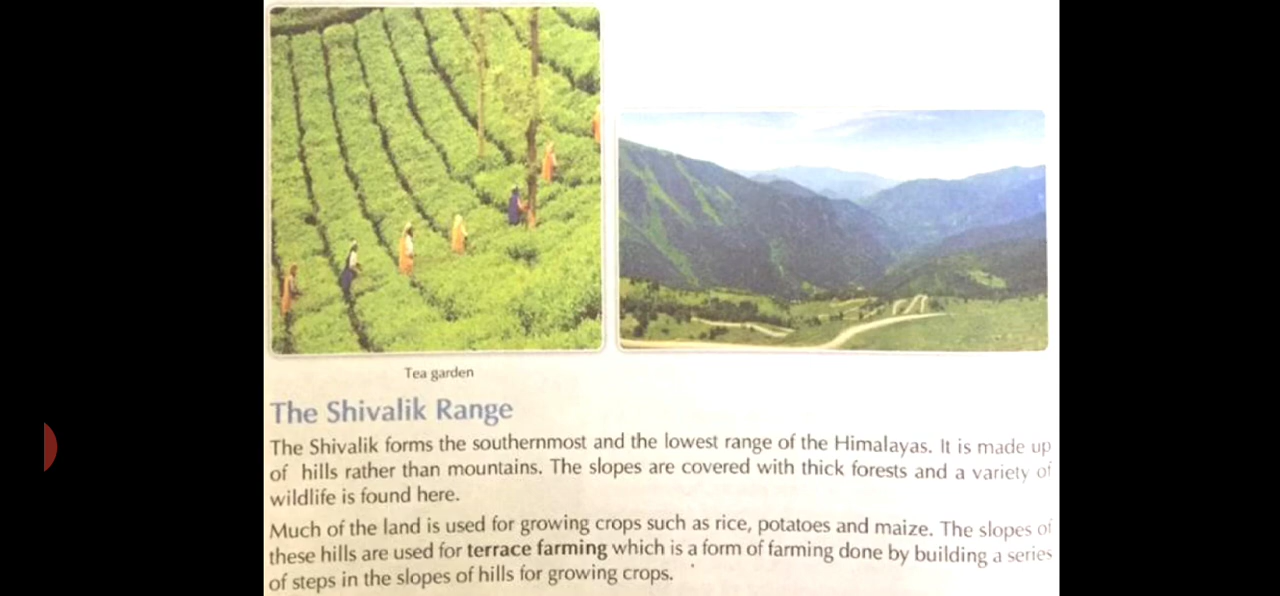 Tea garden
The Shivalik Range
The Shivalik forms the southernmost and the lowest range of the Himalayas. It is made up
of hills rather than mountains. The slopes are covered with thick forests and a variety of
wildlife is found here.
Much of the land is used for growing crops such as rice, potatoes and maize. The slopes of
these hills are used for terrace farming which is a form of farming done by building a series
of steps in the slopes of hills for growing crops.